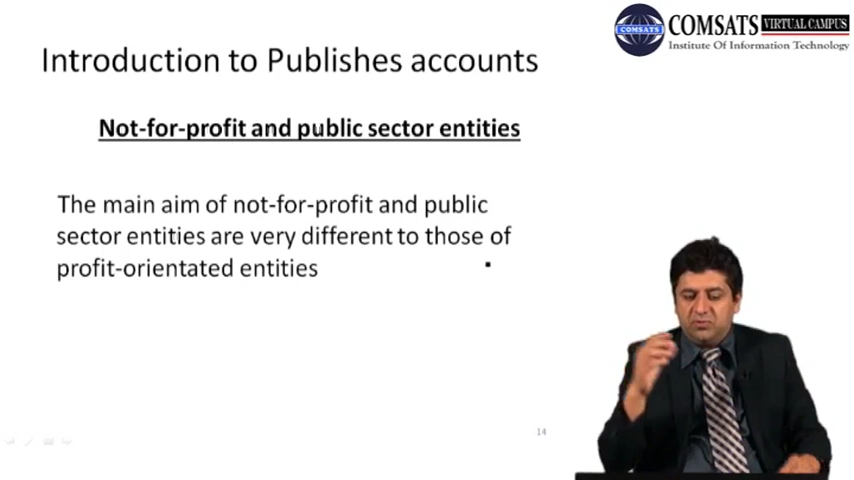 COMSATS VIRTUAL CAMPUS
COMSATS
Institute Of Information Technology
Introduction to Publishes accounts
Not-for-profit and public sector entities
The main aim of not-for-profit and public
sector entities are very different to those of
profit-orientated entities
14